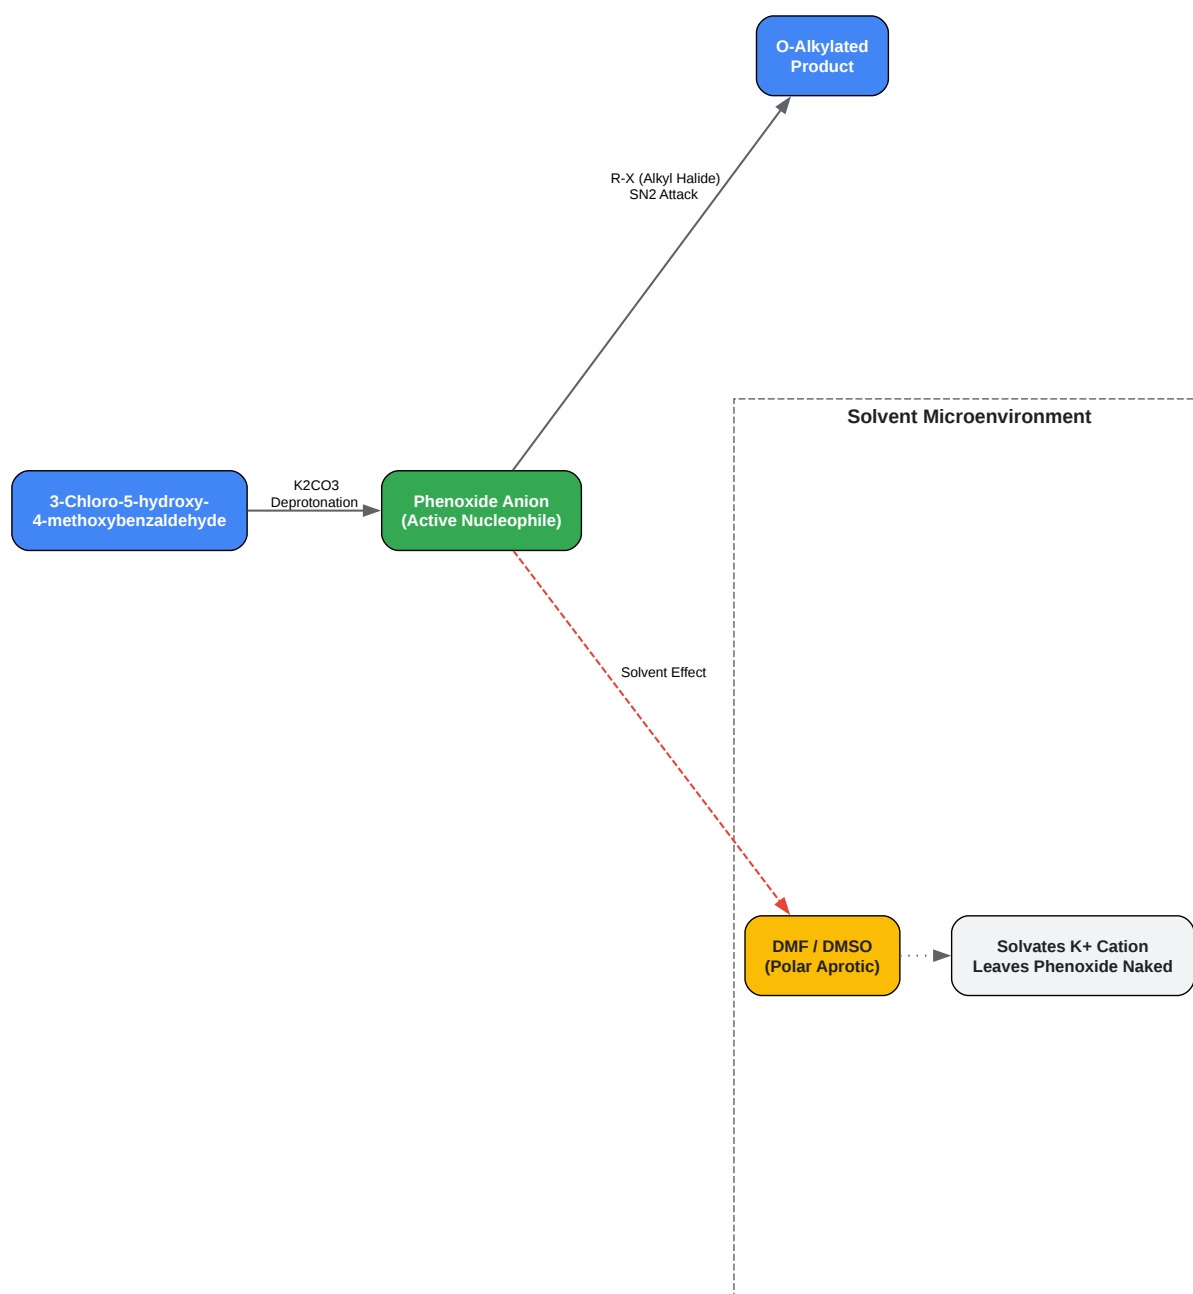 O-Alkylated
Product
R-X (Alkyl Halide)
SN2 Attack
Solvent Microenvironment
3-Chloro-5-hydroxy-
4-methoxybenzaldehyde
K2CO3
Deprotonation
Phenoxide Anion
(Active Nucleophile)
Solvent Effect
DMF / DMSO
(Polar Aprotic)
Solvates K+ Cation
Leaves Phenoxide Naked